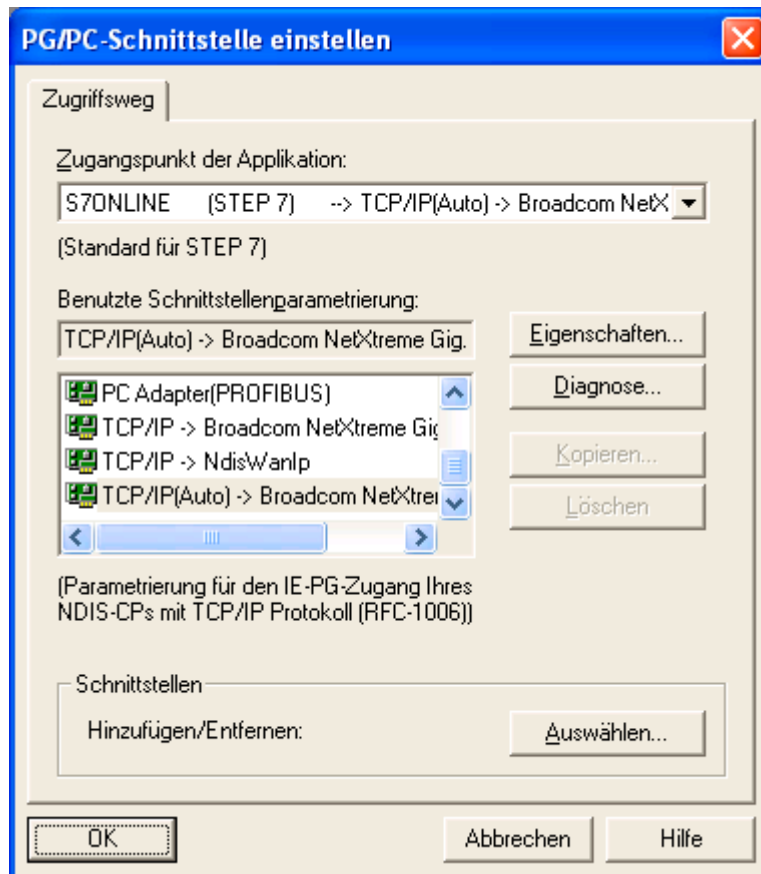 PG/PC-Schnittstelle einstellen
Zugriffsweg
Zugangspunkt der Applikation:
S7ONLINE (STEP 7) --> TCP/IP(Auto) -> Broadcom NetX
(Standard für STEP 7)
Benutzte Schnittstellenparametrierung:
TCP/IP(Auto) -> Broadcom NetXtreme Gig.
Eigenschaften...
PC Adapter(PROFIBUS)
Diagnose...
TCP/IP -> Broadcom NetXtreme Gig
TCP/IP -> NdisWanIp
Kopieren...
TCP/IP(Auto) -> Broadcom NetXtrer
Löschen
(Parametrierung für den IE-PG-Zugang Ihres
NDIS-CPs mit TCP/IP Protokoll (RFC-1006))
Schnittstellen
Hinzufügen/Entfernen:
Auswählen...
OK
Abbrechen
Hilfe